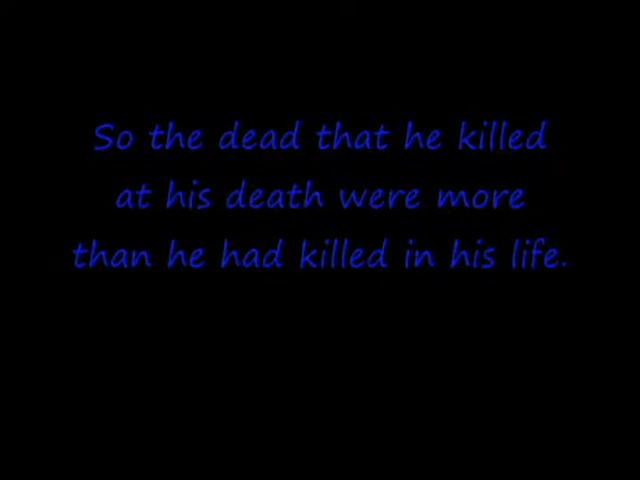 So the dead that he killed
at his death were more
than he had killed in his life.